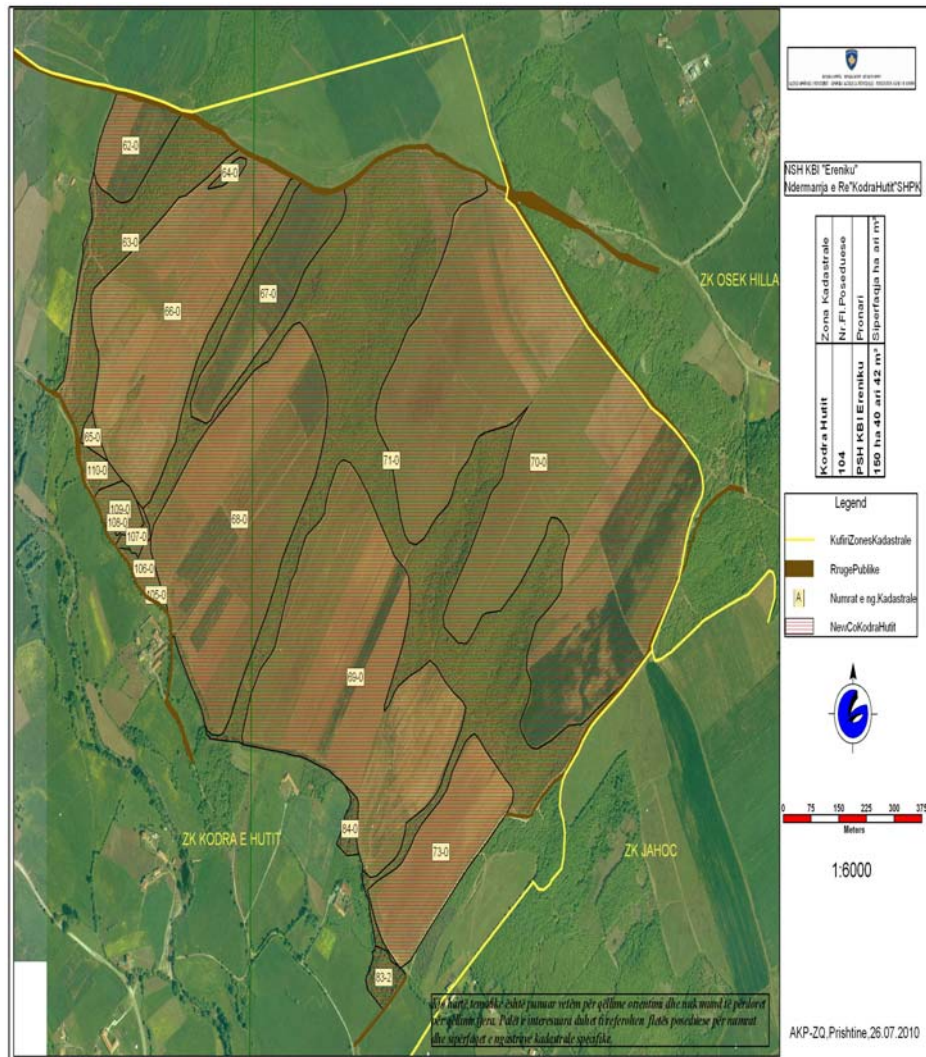 62-0
64-0
63-0
67-0
66-0
ZK OSEK HILLA
65-0
110-0
71-0
70-0
109-0
108-0
68-0
107-0
106-0
105-0
69-0
84-0
ZK KODRA E HUTIT
73-0
ZK JAHOC
83-2
Kjo hartë tematike është punuar vetëm për qëllime orientimi dhe nuk mund të përdoret
për qëllime tjera. Palët e interesuara duhet t'i referohen fletës poseduese për numrat
dhe sipërfaqet e ngastrave kadastrale specifike.
NSH KBI "Ereniku"
Ndermarrja e Re"KodraHutit"SHPK
Kodra Hutit Zona Kadastrale
104 Nr.Fl.Poseduese
PSH KBI Ereniku Pronari
150 ha 40 ari 42 m² Siperfaqja ha ari m²
Legend
KufiriZonesKadastrale
RrugePublike
A Numrat e ng.Kadastrale
NewCoKodraHutit
0 75 150 225 300 375
Meters
1:6000
AKP-ZQ,Prishtine,26.07.2010